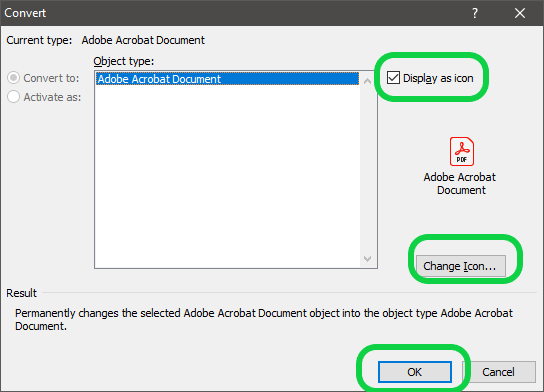 Convert
?
Current type: Adobe Acrobat Document
Object type:
Convert to:
Activate as:
Adobe Acrobat Document
Display as icon
PDF
Adobe Acrobat
Document
Change Icon...
Result
Permanently changes the selected Adobe Acrobat Document object into the object type Adobe Acrobat
Document.
OK
Cancel